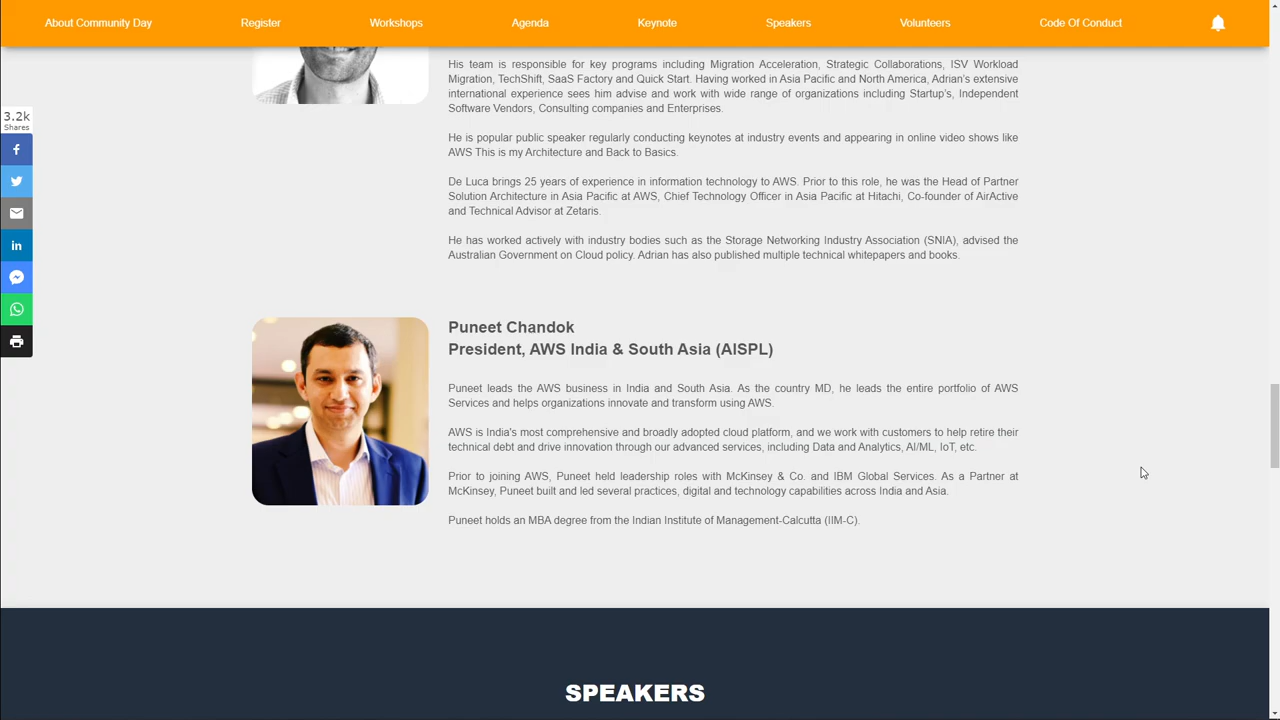 About Community Day
Register
Workshops
Agenda
Keynote
Speakers
Volunteers
Code Of Conduct
3.2k
Shares
His team is responsible for key programs including Migration Acceleration, Strategic Collaborations, ISV Workload
Migration, TechShift, SaaS Factory and Quick Start. Having worked in Asia Pacific and North America, Adrian's extensive
international experience sees him advise and work with wide range of organizations including Startup's, Independent
Software Vendors, Consulting companies and Enterprises.
He is popular public speaker regularly conducting keynotes at industry events and appearing in online video shows like
AWS This is my Architecture and Back to Basics.
De Luca brings 25 years of experience in information technology to AWS. Prior to this role, he was the Head of Partner
Solution Architecture in Asia Pacific at AWS, Chief Technology Officer in Asia Pacific at Hitachi, Co-founder of AirActive
and Technical Advisor at Zetaris.
He has worked actively with industry bodies such as the Storage Networking Industry Association (SNIA), advised the
Australian Government on Cloud policy. Adrian has also published multiple technical whitepapers and books.
Puneet Chandok
President, AWS India & South Asia (AISPL)
Puneet leads the AWS business in India and South Asia. As the country MD, he leads the entire portfolio of AWS
Services and helps organizations innovate and transform using AWS.
AWS is India's most comprehensive and broadly adopted cloud platform, and we work with customers to help retire their
technical debt and drive innovation through our advanced services, including Data and Analytics, AI/ML, IoT, etc.
Prior to joining AWS, Puneet held leadership roles with McKinsey & Co. and IBM Global Services. As a Partner at
McKinsey, Puneet built and led several practices, digital and technology capabilities across India and Asia.
Puneet holds an MBA degree from the Indian Institute of Management-Calcutta (IIM-C).
SPEAKERS